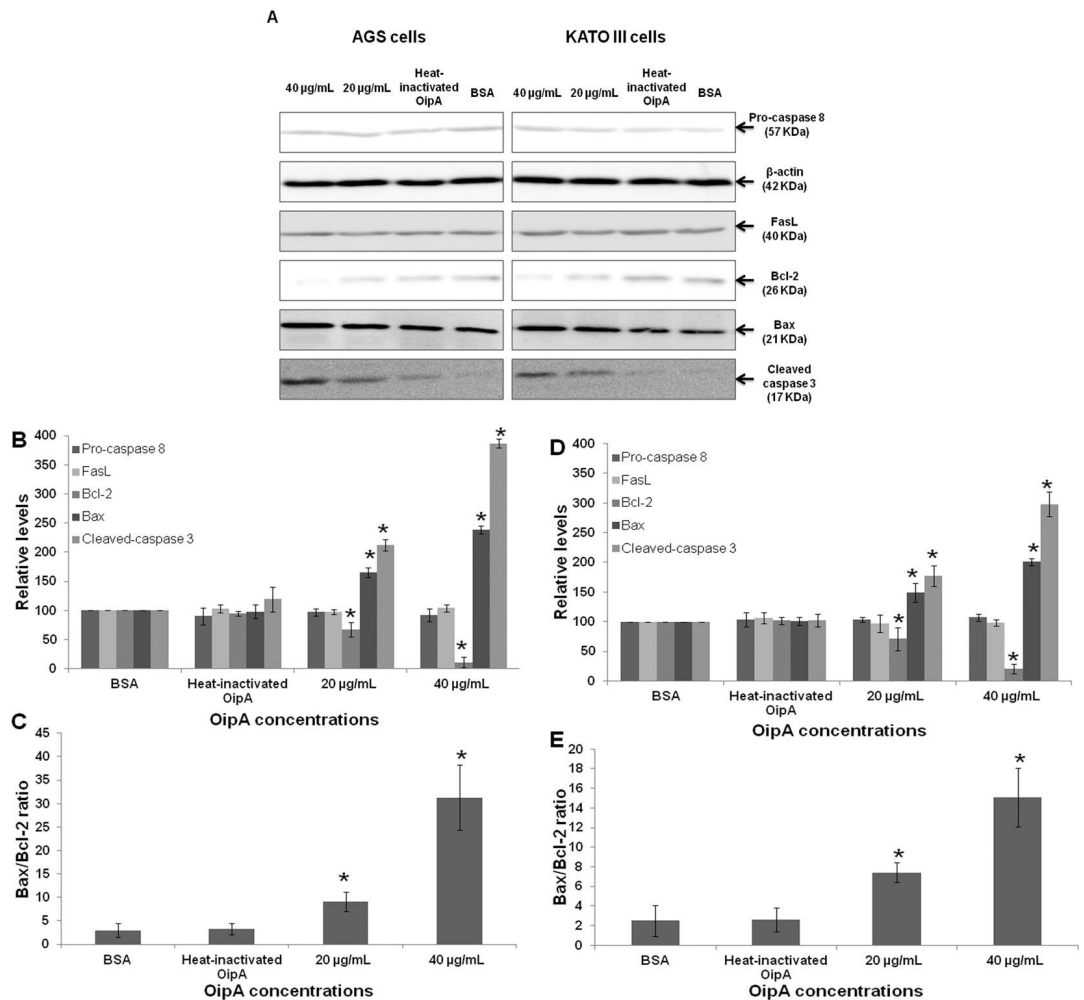 A
AGS cells
KATO III cells
40 µg/mL 20 µg/mL Heat-inactivated OipA BSA
40 µg/mL 20 µg/mL Heat-inactivated OipA BSA
Pro-caspase 8
(57 KDa)
β-actin
(42 KDa)
FasL
(40 KDa)
Bcl-2
(26 KDa)
Bax
(21 KDa)
Cleaved
caspase 3
(17 KDa)
B
Relative levels
400
350
300
250
200
150
100
50
0
Pro-caspase 8
FasL
Bcl-2
Bax
Cleaved-caspase 3
* * * * * *
BSA Heat-inactivated OipA 20 µg/mL 40 µg/mL
OipA concentrations
D
Relative levels
400
350
300
250
200
150
100
50
0
Pro-caspase 8
FasL
Bcl-2
Bax
Cleaved-caspase 3
* * * * * *
BSA Heat-inactivated OipA 20 µg/mL 40 µg/mL
OipA concentrations
C
Bax/Bcl-2 ratio
45
40
35
30
25
20
15
10
5
0
* *
BSA Heat-inactivated OipA 20 µg/mL 40 µg/mL
OipA concentrations
E
Bax/Bcl-2 ratio
20
18
16
14
12
10
8
6
4
2
0
* *
BSA Heat-inactivated OipA 20 µg/mL 40 µg/mL
OipA concentrations